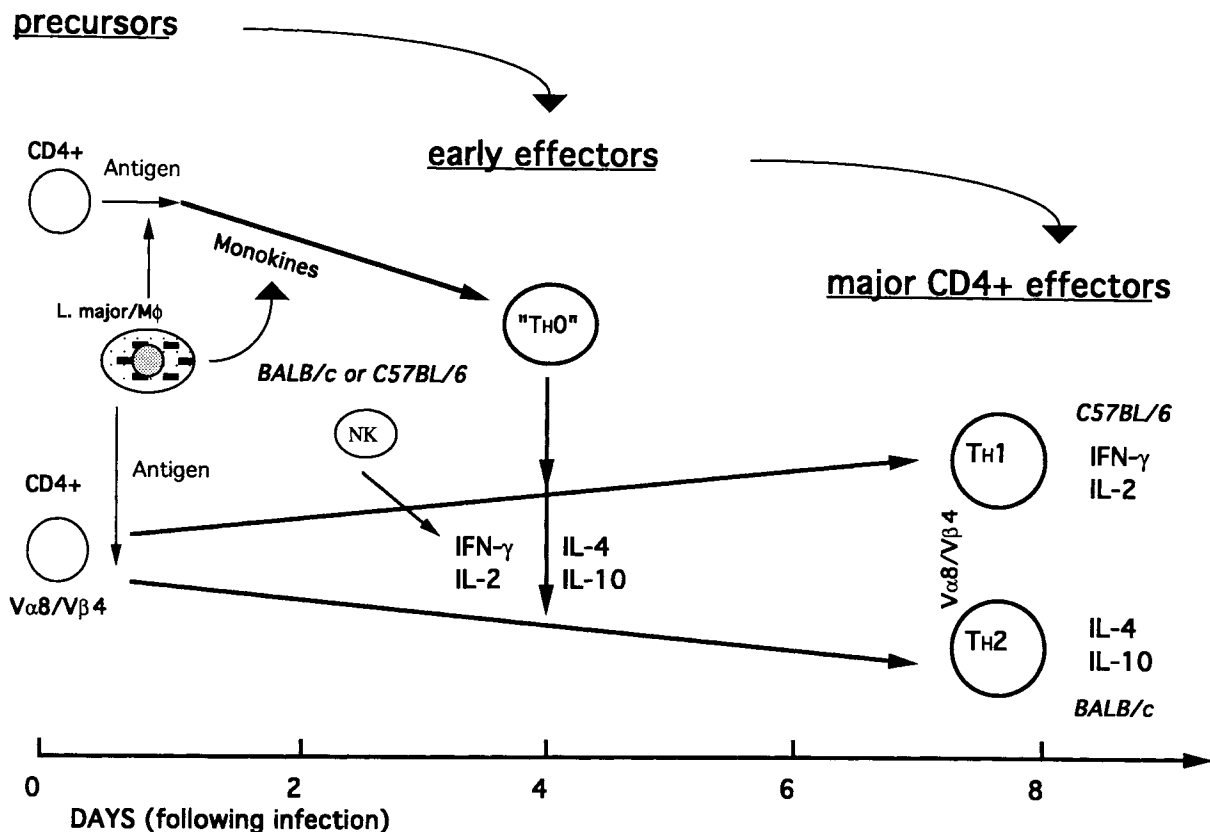 precursors
early effectors
major CD4+ effectors
CD4+
Antigen
Monokines
L. major/Mφ
"TH0"
BALB/c or C57BL/6
NK
Antigen
CD4+
Vα8/Vβ4
IFN-γ
IL-2
IL-4
IL-10
C57BL/6
TH1
IFN-γ
IL-2
Vα8/Vβ4
TH2
IL-4
IL-10
BALB/c
0 2 4 6 8
DAYS (following infection)